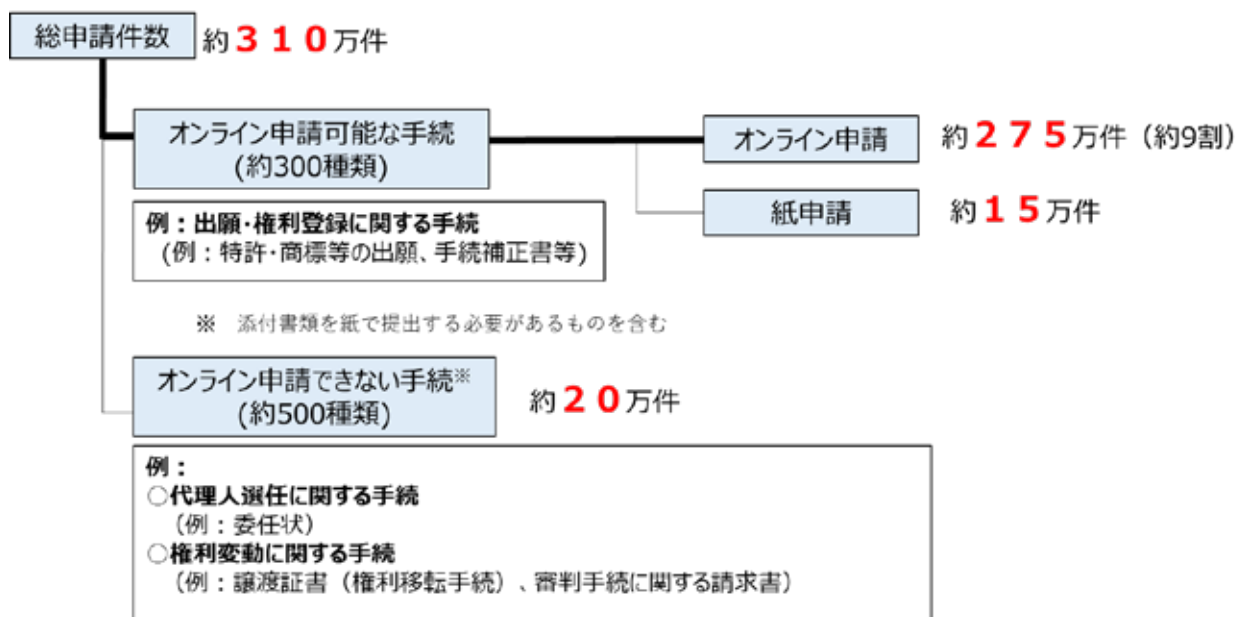 総申請件数 約310万件
オンライン申請可能な手続
(約300種類)
オンライン申請 約275万件(約9割)
紙申請 約15万件
例:出願・権利登録に関する手続
(例:特許・商標等の出願、手続補正書等)
※ 添付書類を紙で提出する必要があるものを含む
オンライン申請できない手続※
(約500種類)
約20万件
例:
○代理人選任に関する手続
(例:委任状)
○権利変動に関する手続
(例:譲渡証書(権利移転手続)、審判手続に関する請求書)